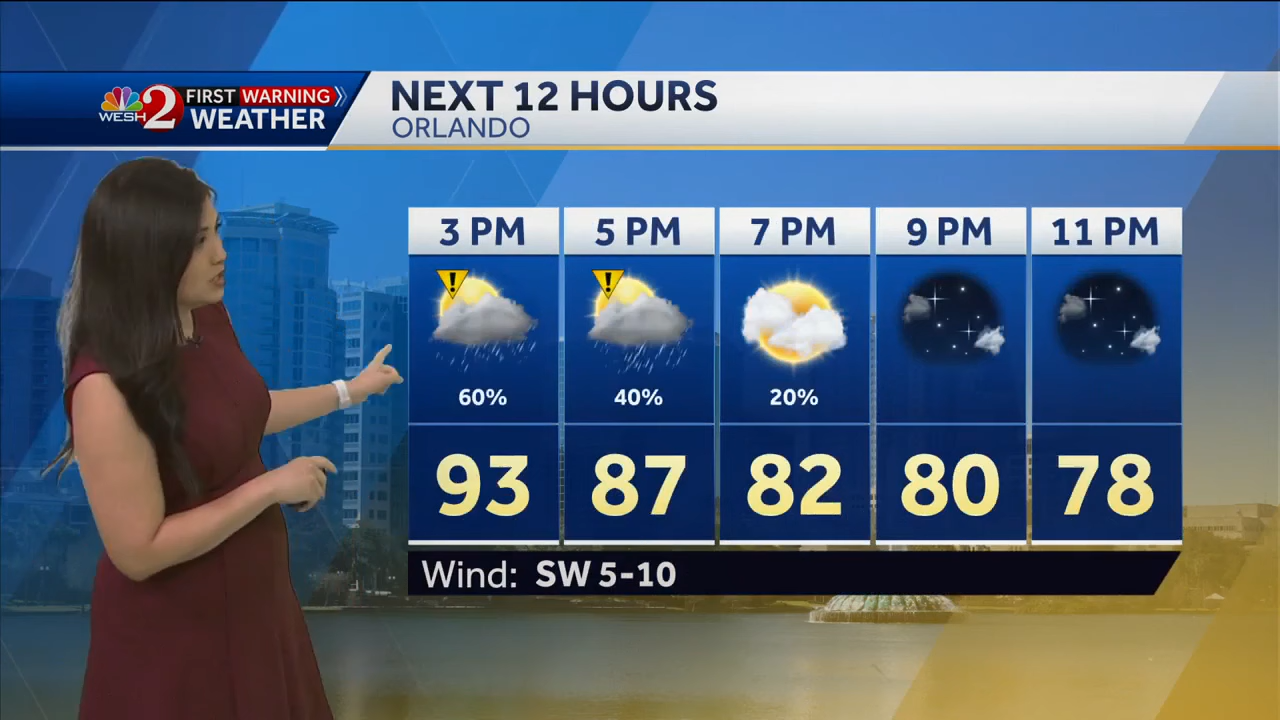 WESH 2 FIRST WARNING
WEATHER
NEXT 12 HOURS
ORLANDO
3 PM 5 PM 7 PM 9 PM 11 PM
! !
60% 40% 20%
93 87 82 80 78
Wind: SW 5-10